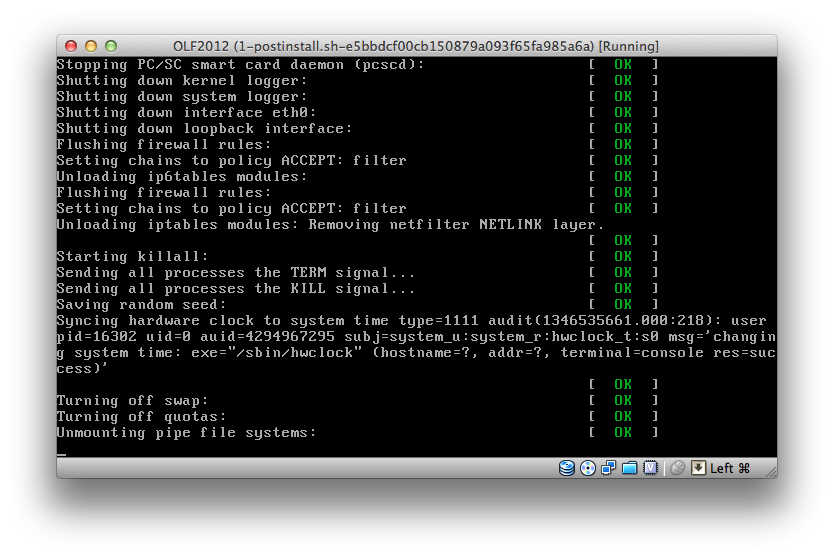 OLF2012 (1-postinstall.sh-e5bbdcf00cb150879a093f65fa985a6a) [Running]
Stopping PC/SC smart card daemon (pcscd): [ OK ]
Shutting down kernel logger: [ OK ]
Shutting down system logger: [ OK ]
Shutting down interface eth0: [ OK ]
Shutting down loopback interface: [ OK ]
Flushing firewall rules: [ OK ]
Setting chains to policy ACCEPT: filter [ OK ]
Unloading ip6tables modules: [ OK ]
Flushing firewall rules: [ OK ]
Setting chains to policy ACCEPT: filter [ OK ]
Unloading iptables modules: Removing netfilter NETLINK layer.
[ OK ]
Starting killall: [ OK ]
Sending all processes the TERM signal... [ OK ]
Sending all processes the KILL signal... [ OK ]
Saving random seed: [ OK ]
Syncing hardware clock to system time type=1111 audit(1346535661.000:218): user
pid=16302 uid=0 auid=4294967295 subj=system_u:system_r:hwclock_t:s0 msg='changin
g system time: exe="/sbin/hwclock" (hostname=?, addr=?, terminal=console res=suc
cess)'
[ OK ]
Turning off swap: [ OK ]
Turning off quotas: [ OK ]
Unmounting pipe file systems: [ OK ]
_
Left ⌘